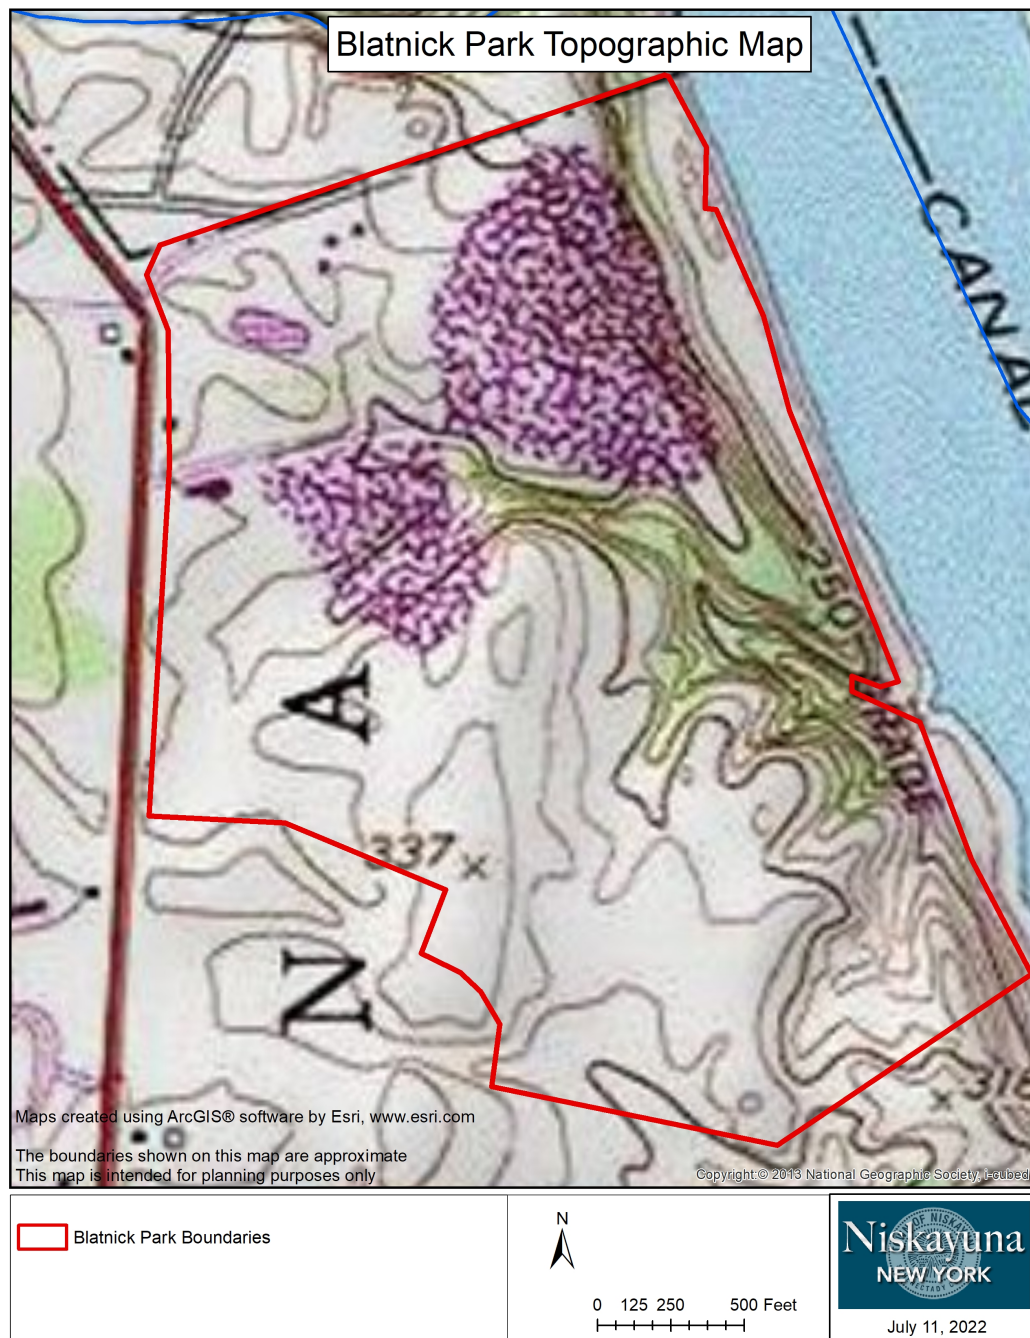 Blatnick Park Topographic Map
CANAL
250
A
337
N
Maps created using ArcGIS® software by Esri, www.esri.com
The boundaries shown on this map are approximate
This map is intended for planning purposes only
Copyright:© 2013 National Geographic Society, i-cubed
Blatnick Park Boundaries
N
0 125 250 500 Feet
Niskayuna
NEW YORK
July 11, 2022